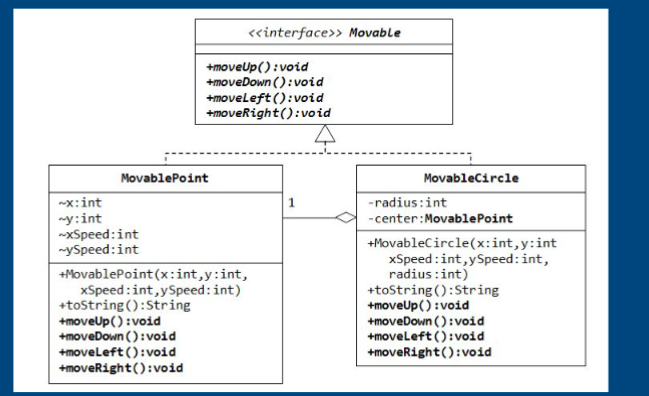 <<interface>> Movable
+moveUp():void
+moveDown():void
+moveLeft():void
+moveRight():void
MovablePoint
~x:int
~y:int
~xSpeed:int
~ySpeed:int
+MovablePoint(x:int,y:int,
xSpeed:int,ySpeed:int)
+toString():String
+moveUp():void
+moveDown():void
+moveLeft():void
+moveRight():void
1
MovableCircle
-radius:int
-center:MovablePoint
+MovableCircle(x:int,y:int
xSpeed:int,ySpeed:int,
radius:int)
+toString():String
+moveUp():void
+moveDown():void
+moveLeft():void
+moveRight():void